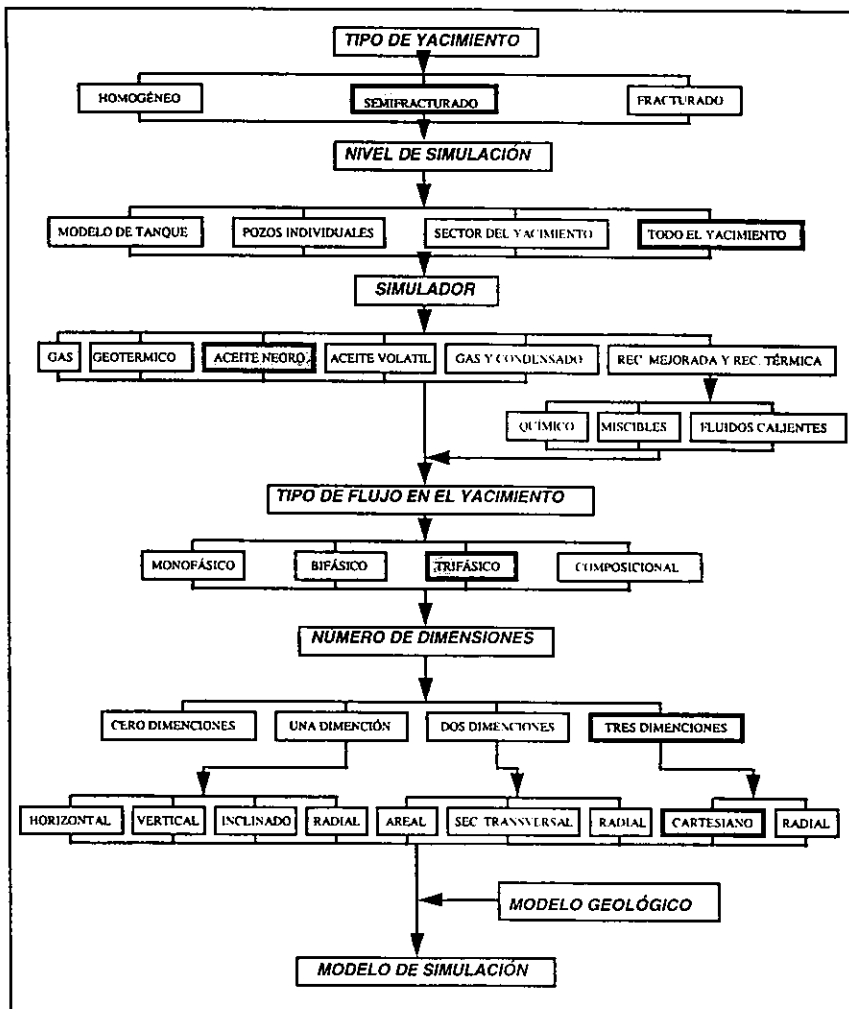 TIPO DE YACIMIENTO
HOMOGÉNEO
SEMIFRACTURADO
FRACTURADO
NIVEL DE SIMULACIÓN
MODELO DE TANQUE
POZOS INDIVIDUALES
SECTOR DEL YACIMIENTO
TODO EL YACIMIENTO
SIMULADOR
GAS
GEOTERMICO
ACEITE NEGRO
ACEITE VOLATIL
GAS Y CONDENSADO
REC. MEJORADA Y REC. TÉRMICA
QUÍMICO
MISCIBLES
FLUIDOS CALIENTES
TIPO DE FLUJO EN EL YACIMIENTO
MONOFÁSICO
BIFÁSICO
TRIFÁSICO
COMPOSICIONAL
NÚMERO DE DIMENSIONES
CERO DIMENCIONES
UNA DIMENCIÓN
DOS DIMENCIONES
TRES DIMENCIONES
HORIZONTAL
VERTICAL
INCLINADO
RADIAL
AREAL
SEC. TRANSVERSAL
RADIAL
CARTESIANO
RADIAL
MODELO GEOLÓGICO
MODELO DE SIMULACIÓN